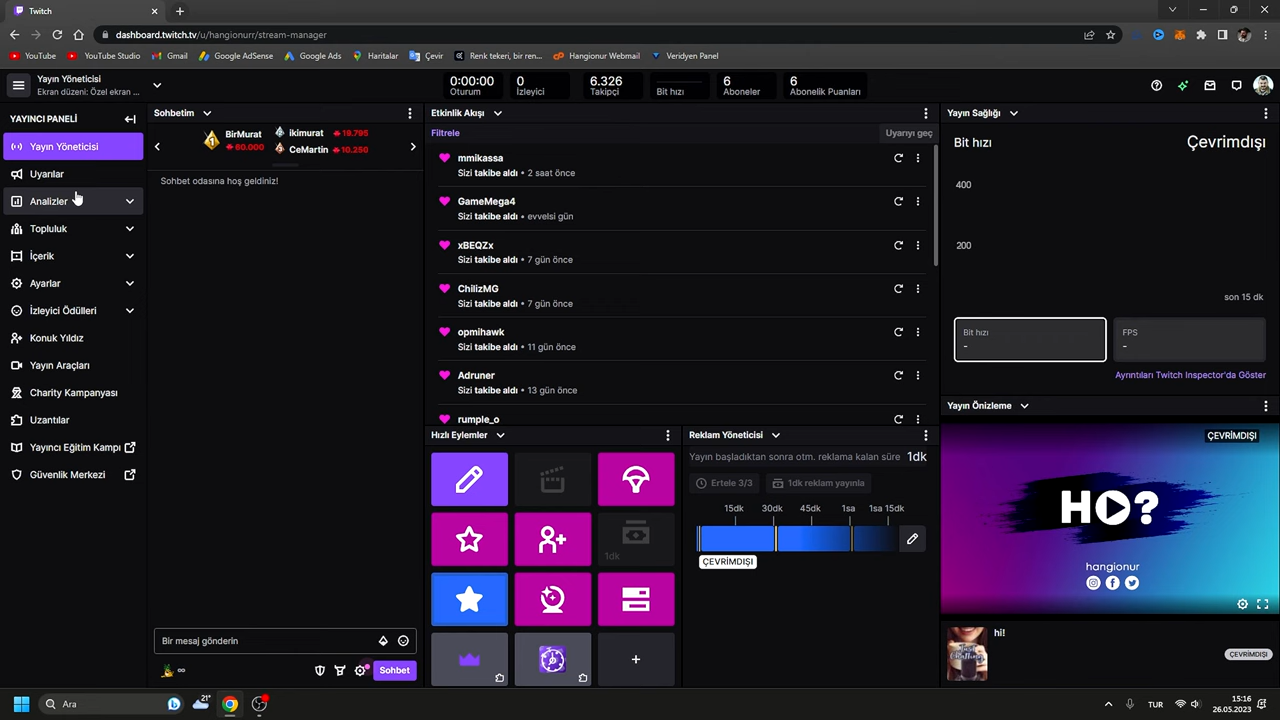 Twitch
dashboard.twitch.tv/u/hangionurr/stream-manager
YouTube
YouTube Studio
Gmail
Google AdSense
Google Ads
Haritalar
Çevir
Renk tekeri, bir ren...
Hangionur Webmail
Veridyen Panel
Yayın Yöneticisi
Ekran düzeni: Özel ekran ...
0:00:00
Oturum
0
İzleyici
6.326
Takipçi
Bit hızı
6
Aboneler
6
Abonelik Puanları
YAYINCI PANELİ
Yayın Yöneticisi
Uyarılar
Analizler
Topluluk
İçerik
Ayarlar
İzleyici Ödülleri
Konuk Yıldız
Yayın Araçları
Charity Kampanyası
Uzantılar
Yayıncı Eğitim Kampı
Güvenlik Merkezi
Sohbetim
1
BirMurat
60.000
2
ikimurat
19.795
3
CeMartin
10.250
Sohbet odasına hoş geldiniz!
Bir mesaj gönderin
∞
Sohbet
Etkinlik Akışı
Filtrele
Uyarıyı geç
mmikassa
Sizi takibe aldı • 2 saat önce
GameMega4
Sizi takibe aldı • evvelsi gün
xBEQZx
Sizi takibe aldı • 7 gün önce
ChilizMG
Sizi takibe aldı • 7 gün önce
opmihawk
Sizi takibe aldı • 11 gün önce
Adruner
Sizi takibe aldı • 13 gün önce
rumple_o
Hızlı Eylemler
1dk
+
Reklam Yöneticisi
Yayın başladıktan sonra otm. reklama kalan süre 1dk
Ertele 3/3
1dk reklam yayınla
15dk 30dk 45dk 1sa 1sa 15dk
ÇEVRİMDIŞI
Yayın Sağlığı
Bit hızı
Çevrimdışı
400
200
son 15 dk
Bit hızı
-
FPS
-
Ayrıntıları Twitch Inspector'da Göster
Yayın Önizleme
ÇEVRİMDIŞI
HO?
hangionur
hi!
ÇEVRİMDIŞI
Ara
21°
TUR
15:16
26.05.2023